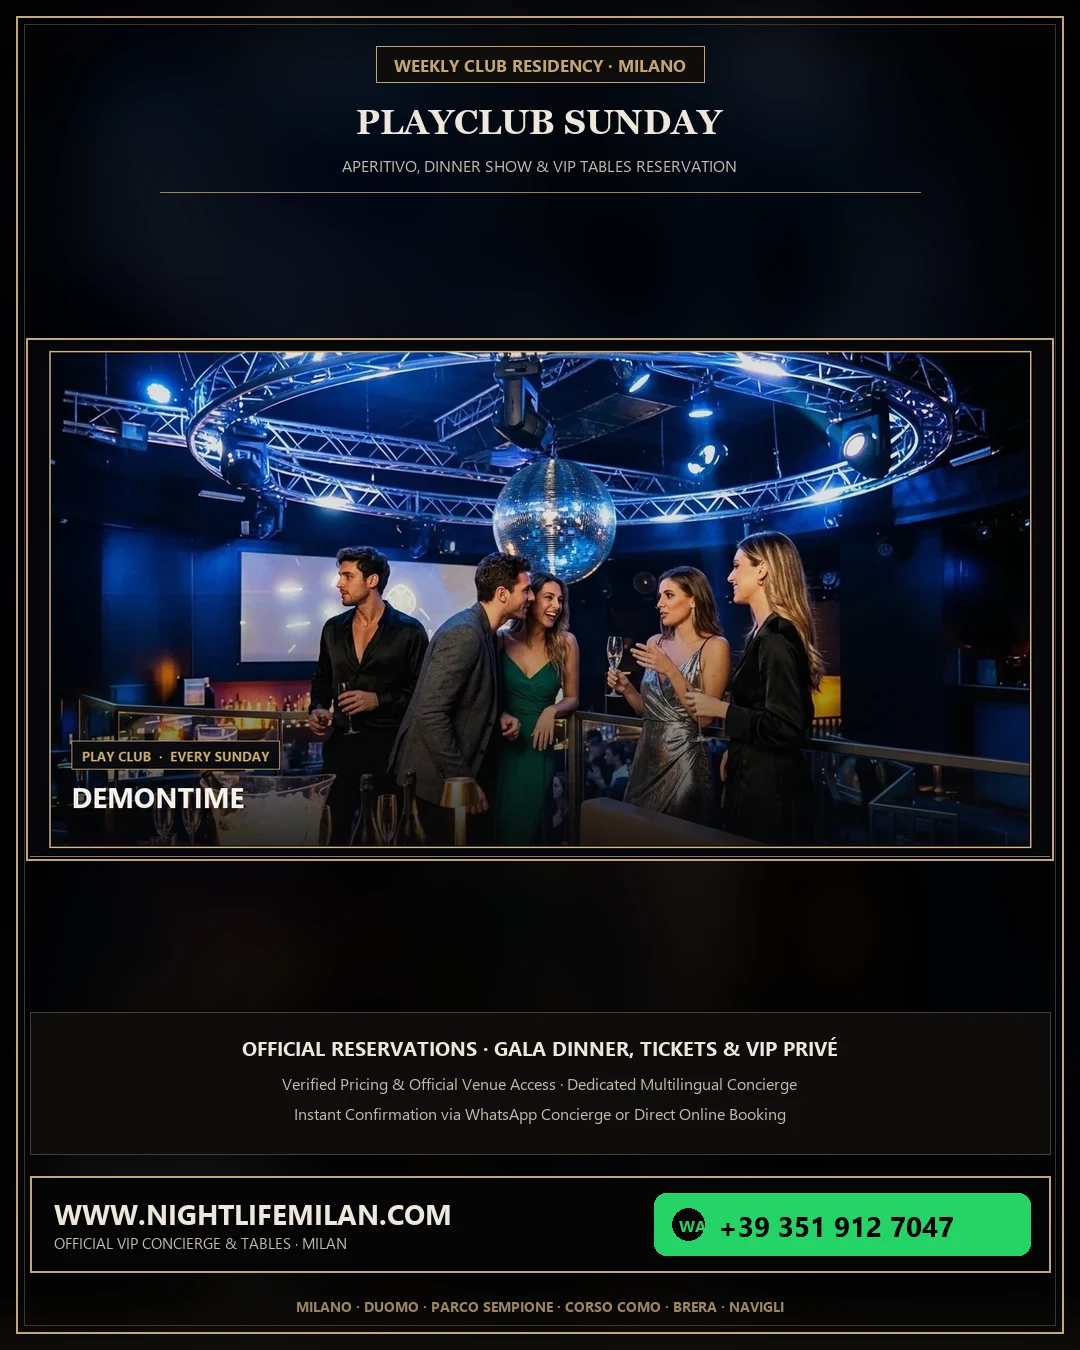 WEEKLY CLUB RESIDENCY · MILANO
PLAYCLUB SUNDAY
APERITIVO, DINNER SHOW & VIP TABLES RESERVATION
PLAY CLUB · EVERY SUNDAY
DEMONTIME
OFFICIAL RESERVATIONS · GALA DINNER, TICKETS & VIP PRIVÉ
Verified Pricing & Official Venue Access · Dedicated Multilingual Concierge
Instant Confirmation via WhatsApp Concierge or Direct Online Booking
WWW.NIGHTLIFEMILAN.COM
OFFICIAL VIP CONCIERGE & TABLES · MILAN
WA +39 351 912 7047
MILANO · DUOMO · PARCO SEMPIONE · CORSO COMO · BRERA · NAVIGLI